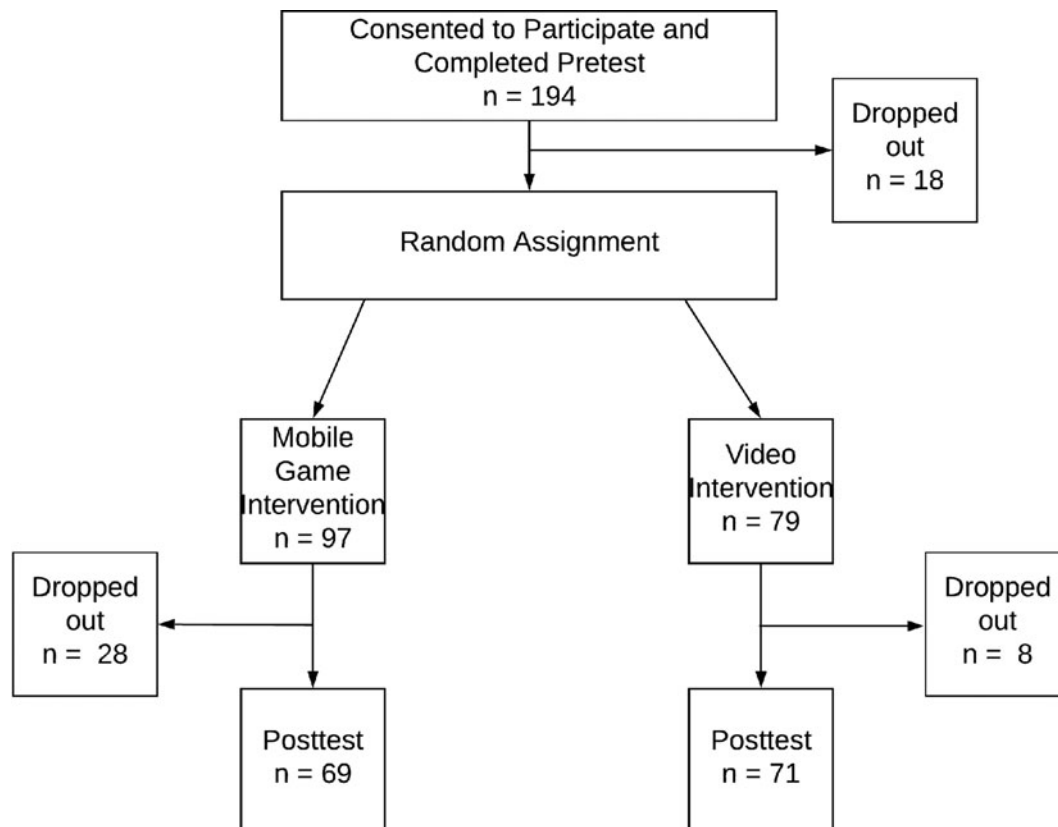 Consented to Participate and
Completed Pretest
n = 194
Dropped
out
n = 18
Random Assignment
Mobile
Game
Intervention
n = 97
Video
Intervention
n = 79
Dropped
out
n =  28
Dropped
out
n =  8
Posttest
n = 69
Posttest
n = 71